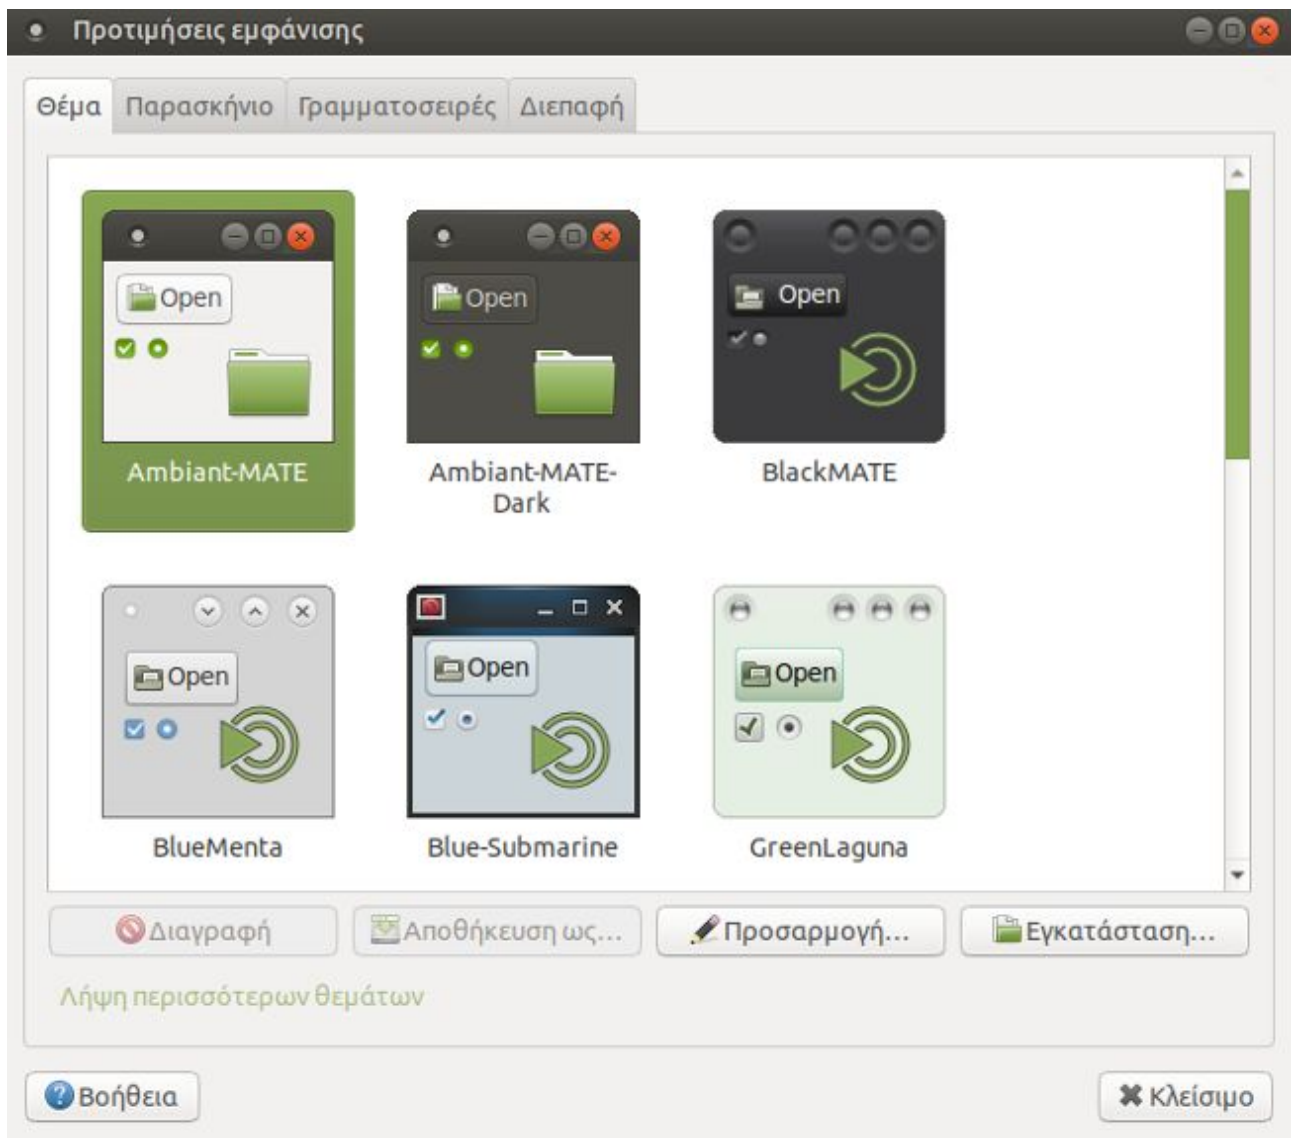 Προτιμήσεις εμφάνισης
Θέμα Παρασκήνιο Γραμματοσειρές Διεπαφή
Open Open Open
Ambiant-MATE Ambiant-MATE- BlackMATE
Dark
Open Open Open
BlueMenta Blue-Submarine GreenLaguna
Διαγραφή Αποθήκευση ως... Προσαρμογή... Εγκατάσταση...
Λήψη περισσότερων θεμάτων
Βοήθεια Κλείσιμο